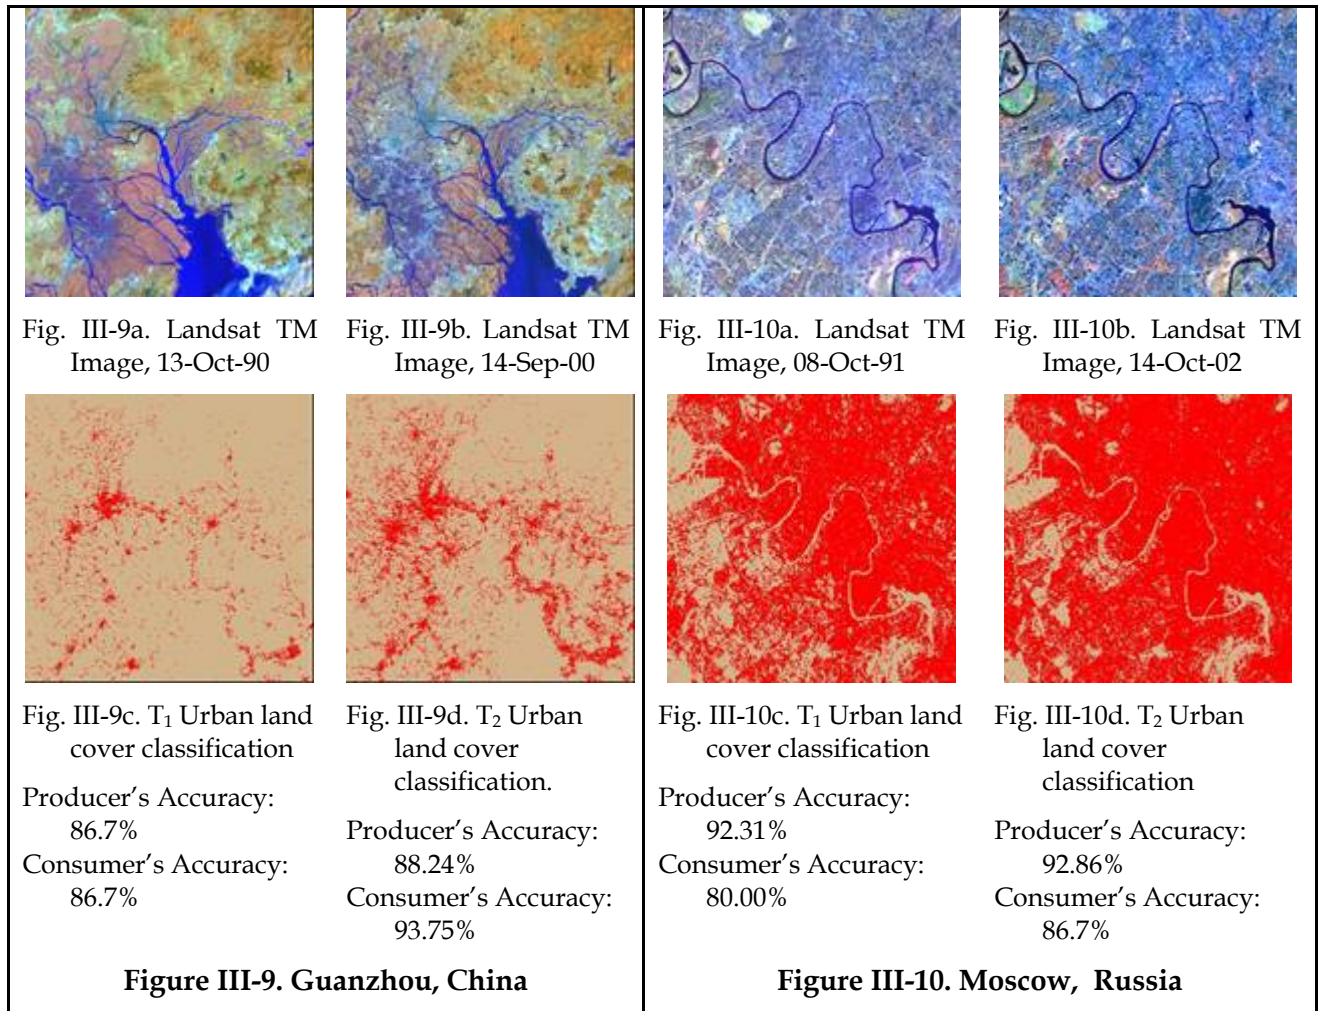 Fig. III-9a. Landsat TM
Image, 13-Oct-90
Fig. III-9b. Landsat TM
Image, 14-Sep-00
Fig. III-9c. T₁ Urban land
cover classification
Producer's Accuracy:
86.7%
Consumer's Accuracy:
86.7%
Fig. III-9d. T₂ Urban
land cover
classification.
Producer's Accuracy:
88.24%
Consumer's Accuracy:
93.75%
Figure III-9. Guanzhou, China
Fig. III-10a. Landsat TM
Image, 08-Oct-91
Fig. III-10b. Landsat TM
Image, 14-Oct-02
Fig. III-10c. T₁ Urban land
cover classification
Producer's Accuracy:
92.31%
Consumer's Accuracy:
80.00%
Fig. III-10d. T₂ Urban
land cover
classification
Producer's Accuracy:
92.86%
Consumer's Accuracy:
86.7%
Figure III-10. Moscow, Russia